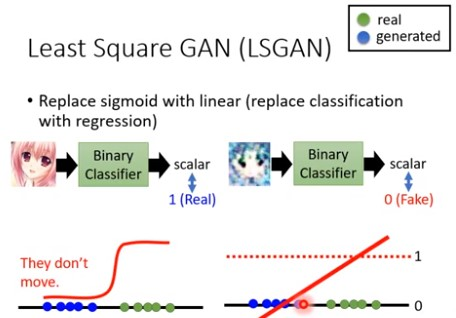 real
generated
Least Square GAN (LSGAN)
• Replace sigmoid with linear (replace classification
with regression)
Binary
Classifier
scalar
1 (Real)
Binary
Classifier
scalar
0 (Fake)
They don't
move.
1
0